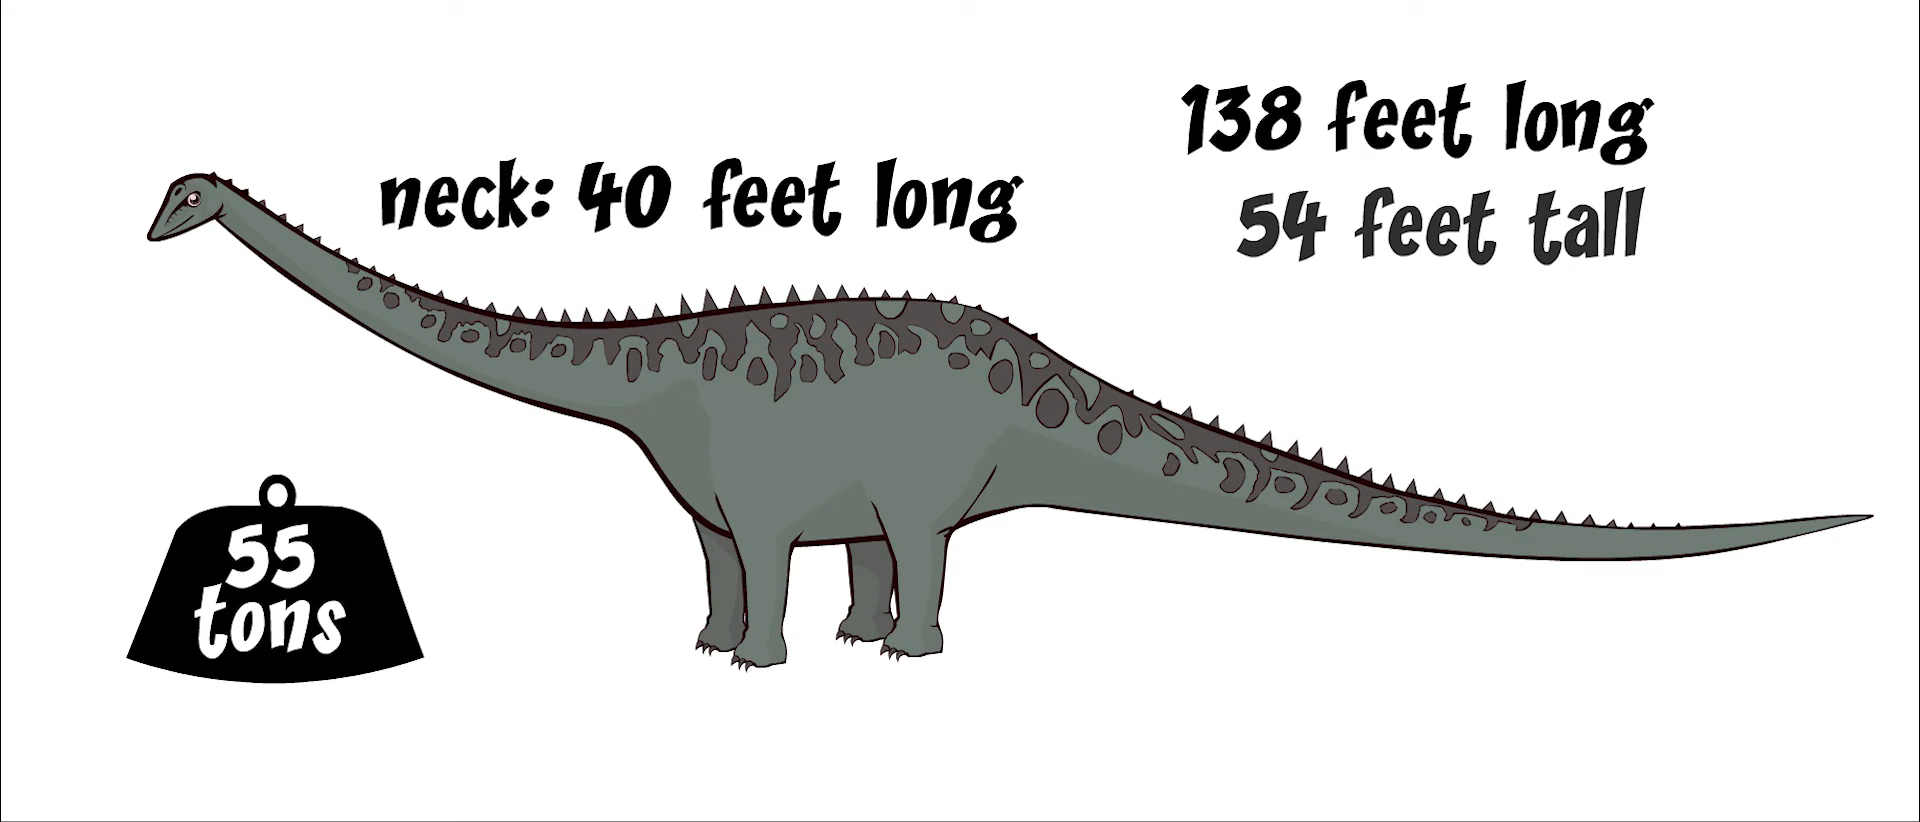 138 feet long
neck: 40 feet long
54 feet tall
55
tons